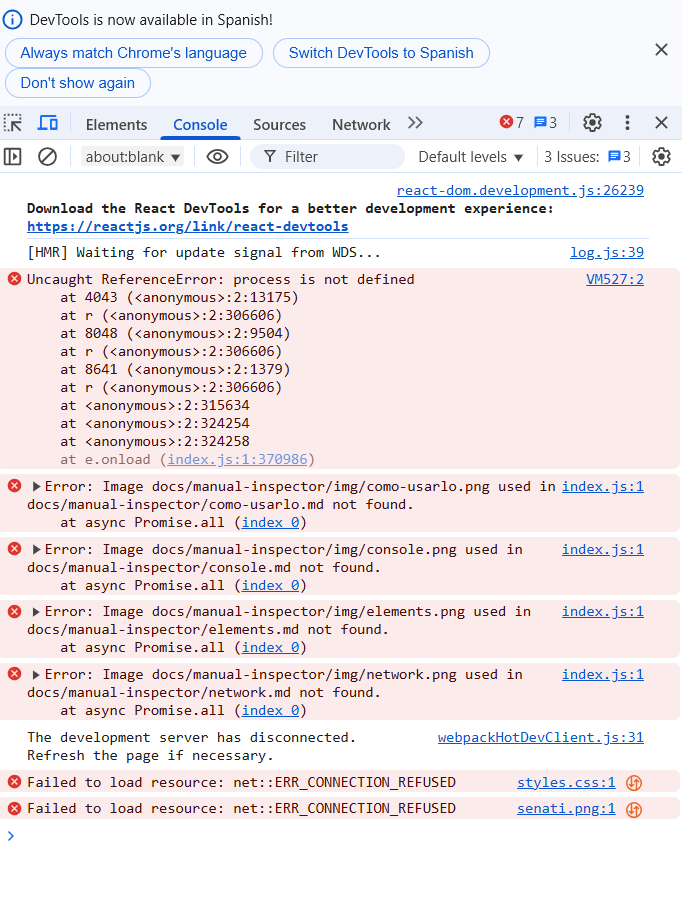 DevTools is now available in Spanish!
Always match Chrome's language
Switch DevTools to Spanish
Don't show again
Elements
Console
Sources
Network
7
3
about:blank
Filter
Default levels
3 Issues:
3
react-dom.development.js:26239
Download the React DevTools for a better development experience:
https://reactjs.org/link/react-devtools
[HMR] Waiting for update signal from WDS... log.js:39
Uncaught ReferenceError: process is not defined VM527:2
at 4043 (<anonymous>:2:13175)
at r (<anonymous>:2:306606)
at 8048 (<anonymous>:2:9504)
at r (<anonymous>:2:306606)
at 8641 (<anonymous>:2:1379)
at r (<anonymous>:2:306606)
at <anonymous>:2:315634
at <anonymous>:2:324254
at <anonymous>:2:324258
at e.onload (index.js:1:370986)
Error: Image docs/manual-inspector/img/como-usarlo.png used in index.js:1
docs/manual-inspector/como-usarlo.md not found.
at async Promise.all (index 0)
Error: Image docs/manual-inspector/img/console.png used in index.js:1
docs/manual-inspector/console.md not found.
at async Promise.all (index 0)
Error: Image docs/manual-inspector/img/elements.png used in index.js:1
docs/manual-inspector/elements.md not found.
at async Promise.all (index 0)
Error: Image docs/manual-inspector/img/network.png used in index.js:1
docs/manual-inspector/network.md not found.
at async Promise.all (index 0)
The development server has disconnected. webpackHotDevClient.js:31
Refresh the page if necessary.
Failed to load resource: net::ERR_CONNECTION_REFUSED styles.css:1
Failed to load resource: net::ERR_CONNECTION_REFUSED senati.png:1